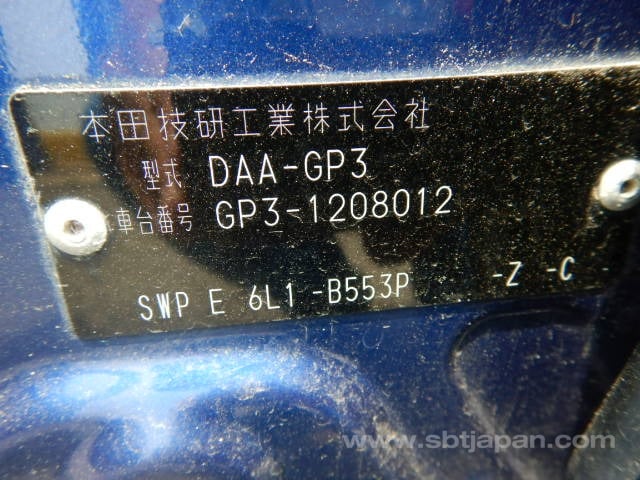 本田技研工業株式会社
型式 DAA-GP3
車台番号 GP3-1208012
SWP E 6L1 -B553P -Z -C
www.sbtjapan.com